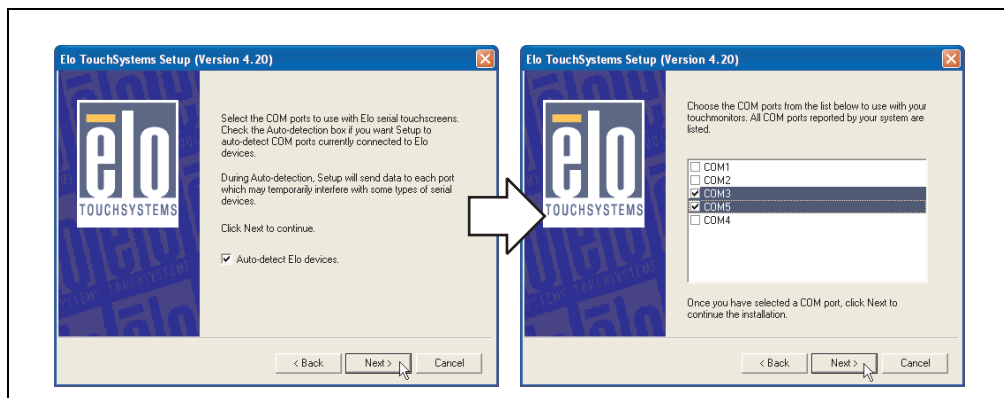 Elo TouchSystems Setup (Version 4.20)
elo
TOUCHSYSTEMS
Select the COM ports to use with Elo serial touchscreens.
Check the Auto-detection box if you want Setup to
auto-detect COM ports currently connected to Elo
devices.
During Auto-detection, Setup will send data to each port
which may temporarily interfere with some types of serial
devices.
Click Next to continue.
Auto-detect Elo devices.
< Back
Next >
Cancel
Elo TouchSystems Setup (Version 4.20)
elo
TOUCHSYSTEMS
Choose the COM ports from the list below to use with your
touchmonitors. All COM ports reported by your system are
listed.
COM1
COM2
COM3
COM5
COM4
Once you have selected a COM port, click Next to
continue the installation.
< Back
Next >
Cancel